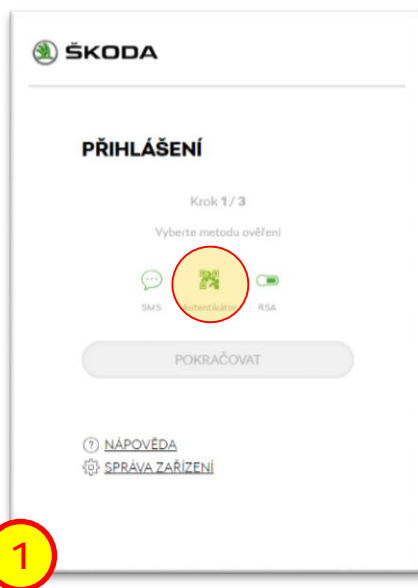 ŠKODA
PŘIHLÁŠENÍ
Krok 1 / 3
Vyberte metodu ověření
SMS Autentikátor RSA
POKRAČOVAT
? NÁPOVĚDA
SPRÁVA ZAŘÍZENÍ
1